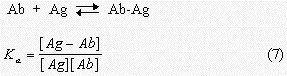 Ab + Ag ⇌ Ab-Ag
Kₐ = [Ag − Ab] / [Ag][Ab] (7)